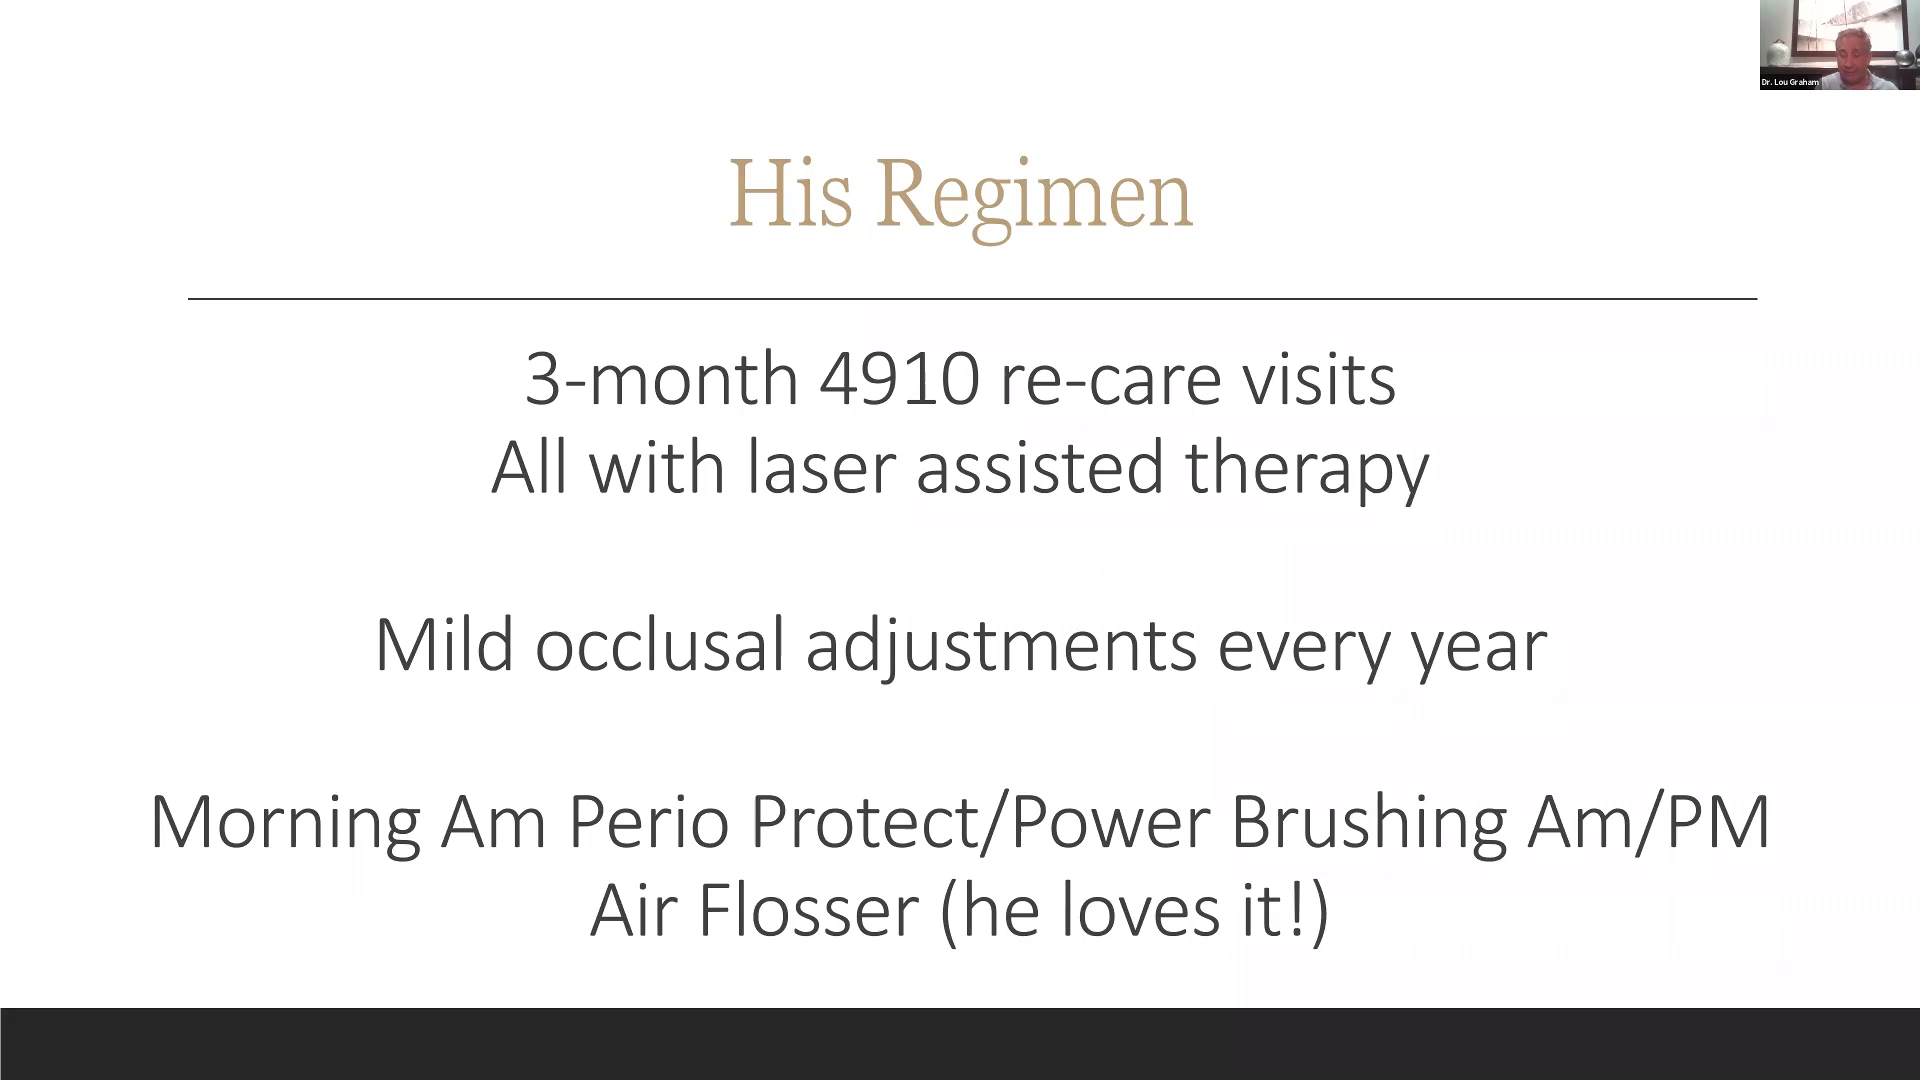 Dr. Lou Graham
His Regimen
3-month 4910 re-care visits
All with laser assisted therapy
Mild occlusal adjustments every year
Morning Am Perio Protect/Power Brushing Am/PM
Air Flosser (he loves it!)